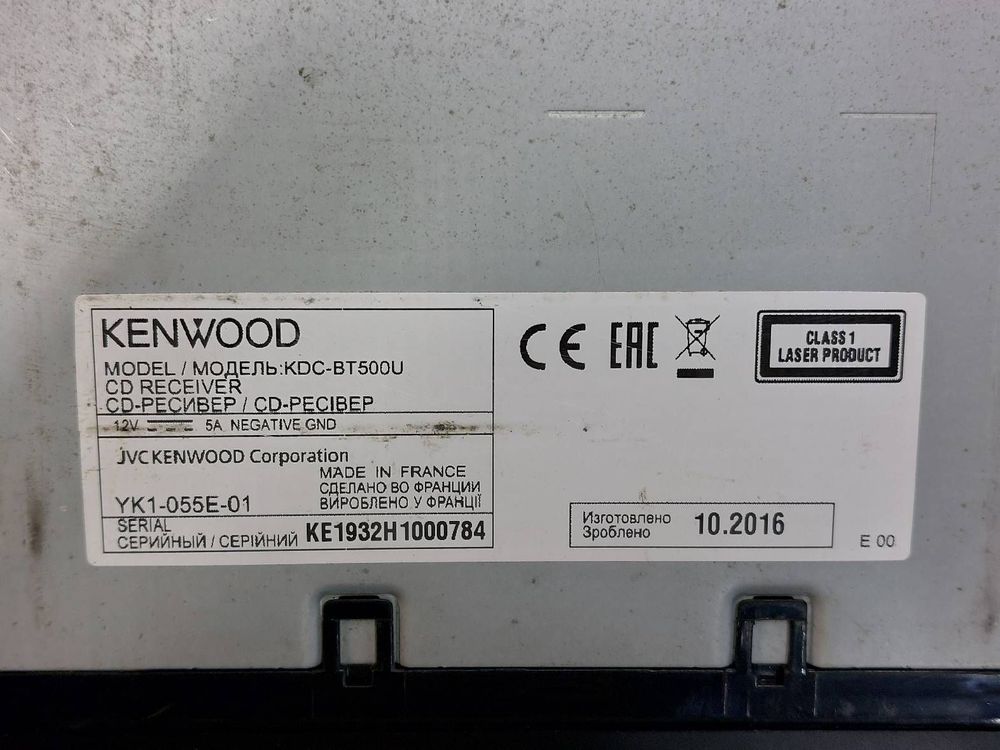 KENWOOD
MODEL / МОДЕЛЬ:KDC-BT500U
CD RECEIVER
CD-РЕСИВЕР / CD-РЕСІВЕР
12V 5A NEGATIVE GND
JVCKENWOOD Corporation
MADE IN FRANCE
СДЕЛАНО ВО ФРАНЦИИ
ВИРОБЛЕНО У ФРАНЦІЇ
YK1-055E-01
SERIAL
СЕРИЙНЫЙ / СЕРІЙНИЙ KE1932H1000784
CE EAC
CLASS 1
LASER PRODUCT
Изготовлено
Зроблено 10.2016
E 00